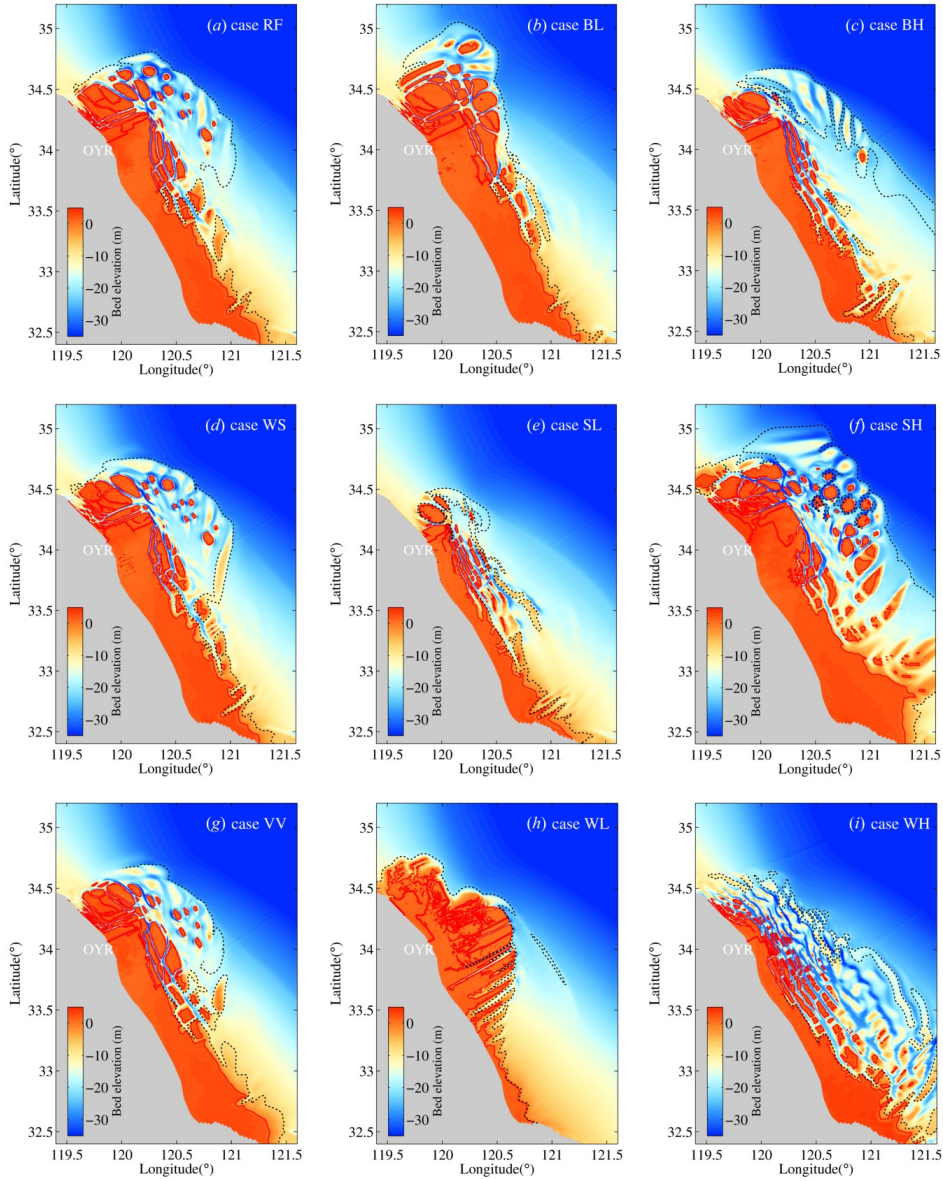 (a) case RF
35
34.5
34
33.5
33
32.5
Latitude(°)
OYR
0
−10
−20
−30
Bed elevation (m)
119.5 120 120.5 121 121.5
Longitude(°)
(b) case BL
35
34.5
34
33.5
33
32.5
Latitude(°)
OYR
0
−10
−20
−30
Bed elevation (m)
119.5 120 120.5 121 121.5
Longitude(°)
(c) case BH
35
34.5
34
33.5
33
32.5
Latitude(°)
OYR
0
−10
−20
−30
Bed elevation (m)
119.5 120 120.5 121 121.5
Longitude(°)
(d) case WS
35
34.5
34
33.5
33
32.5
Latitude(°)
OYR
0
−10
−20
−30
Bed elevation (m)
119.5 120 120.5 121 121.5
Longitude(°)
(e) case SL
35
34.5
34
33.5
33
32.5
Latitude(°)
OYR
0
−10
−20
−30
Bed elevation (m)
119.5 120 120.5 121 121.5
Longitude(°)
(f) case SH
35
34.5
34
33.5
33
32.5
Latitude(°)
OYR
0
−10
−20
−30
Bed elevation (m)
119.5 120 120.5 121 121.5
Longitude(°)
(g) case VV
35
34.5
34
33.5
33
32.5
Latitude(°)
OYR
0
−10
−20
−30
Bed elevation (m)
119.5 120 120.5 121 121.5
Longitude(°)
(h) case WL
35
34.5
34
33.5
33
32.5
Latitude(°)
OYR
0
−10
−20
−30
Bed elevation (m)
119.5 120 120.5 121 121.5
Longitude(°)
(i) case WH
35
34.5
34
33.5
33
32.5
Latitude(°)
OYR
0
−10
−20
−30
Bed elevation (m)
119.5 120 120.5 121 121.5
Longitude(°)